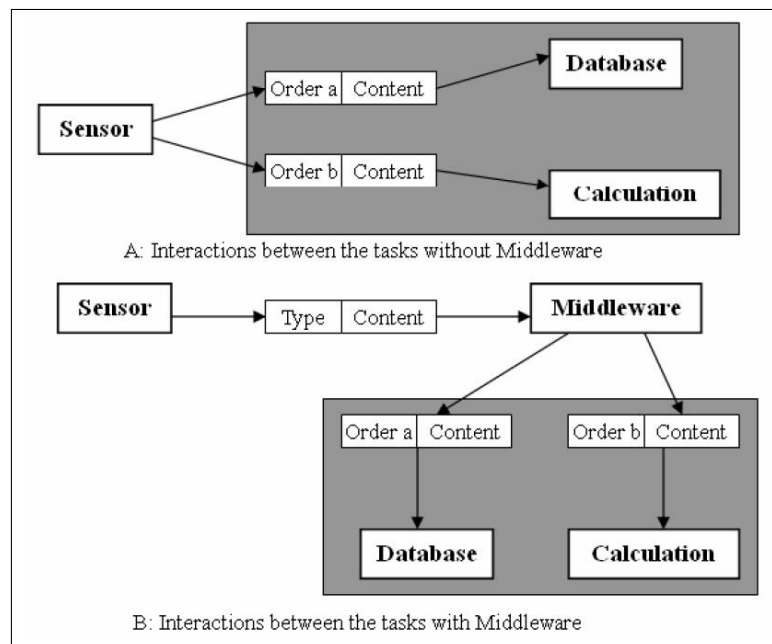 Database
Order a Content
Sensor
Order b Content
Calculation
A: Interactions between the tasks without Middleware
Sensor
Type Content
Middleware
Order a Content
Order b Content
Database
Calculation
B: Interactions between the tasks with Middleware